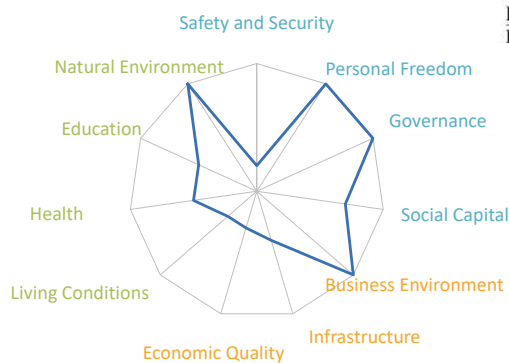 Safety and Security
Natural Environment
Personal Freedom
Education
Governance
Health
Social Capital
Living Conditions
Business Environment
Infrastructure
Economic Quality